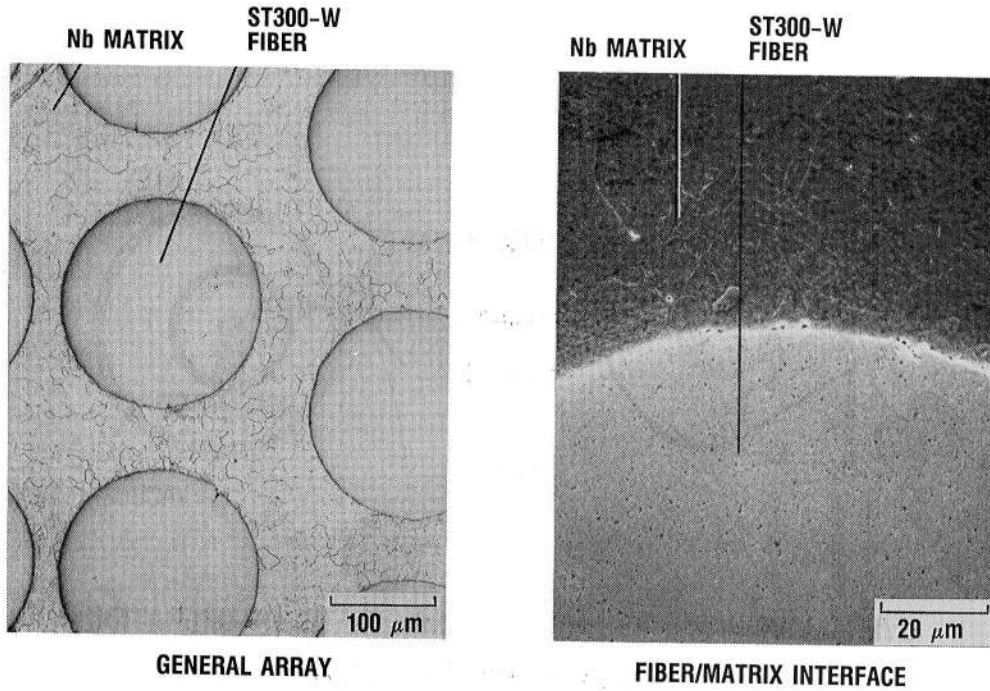 Nb MATRIX
ST300-W
FIBER
100 μm
GENERAL ARRAY
Nb MATRIX
ST300-W
FIBER
20 μm
FIBER/MATRIX INTERFACE